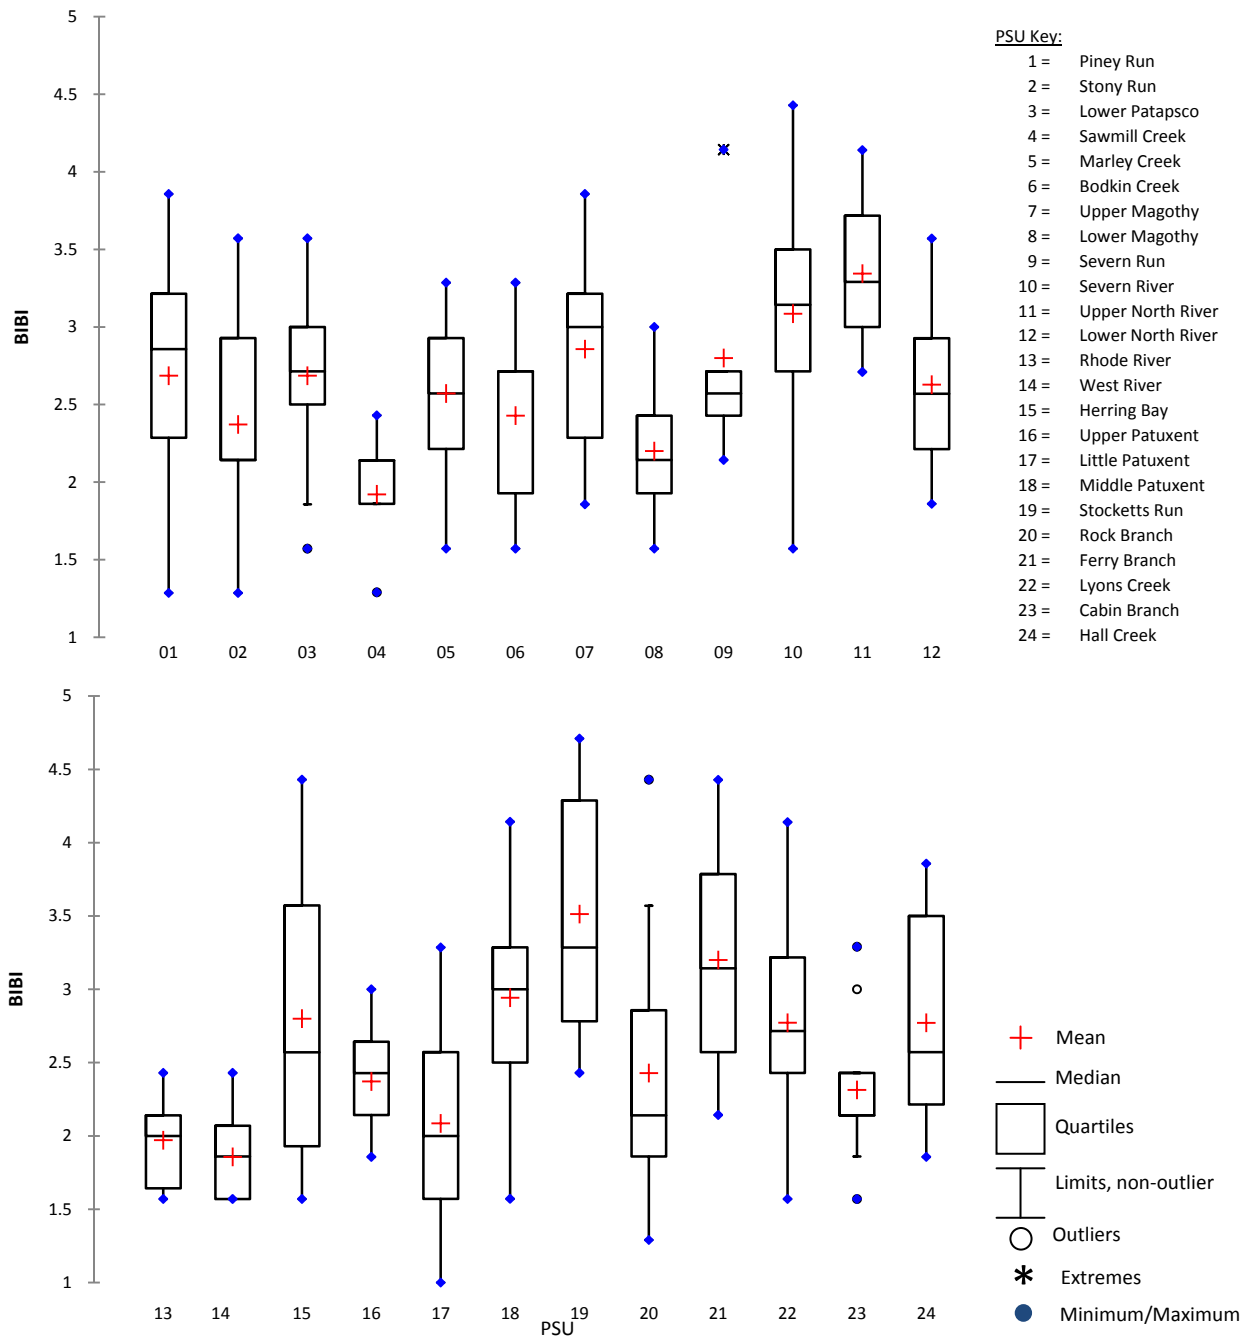 5
4.5
4
3.5
3
2.5
2
1.5
1
BIBI
01 02 03 04 05 06 07 08 09 10 11 12
PSU Key:
1 = Piney Run
2 = Stony Run
3 = Lower Patapsco
4 = Sawmill Creek
5 = Marley Creek
6 = Bodkin Creek
7 = Upper Magothy
8 = Lower Magothy
9 = Severn Run
10 = Severn River
11 = Upper North River
12 = Lower North River
13 = Rhode River
14 = West River
15 = Herring Bay
16 = Upper Patuxent
17 = Little Patuxent
18 = Middle Patuxent
19 = Stocketts Run
20 = Rock Branch
21 = Ferry Branch
22 = Lyons Creek
23 = Cabin Branch
24 = Hall Creek
5
4.5
4
3.5
3
2.5
2
1.5
1
BIBI
13 14 15 16 17 18 19 20 21 22 23 24
PSU
Mean
Median
Quartiles
Limits, non-outlier
Outliers
Extremes
Minimum/Maximum